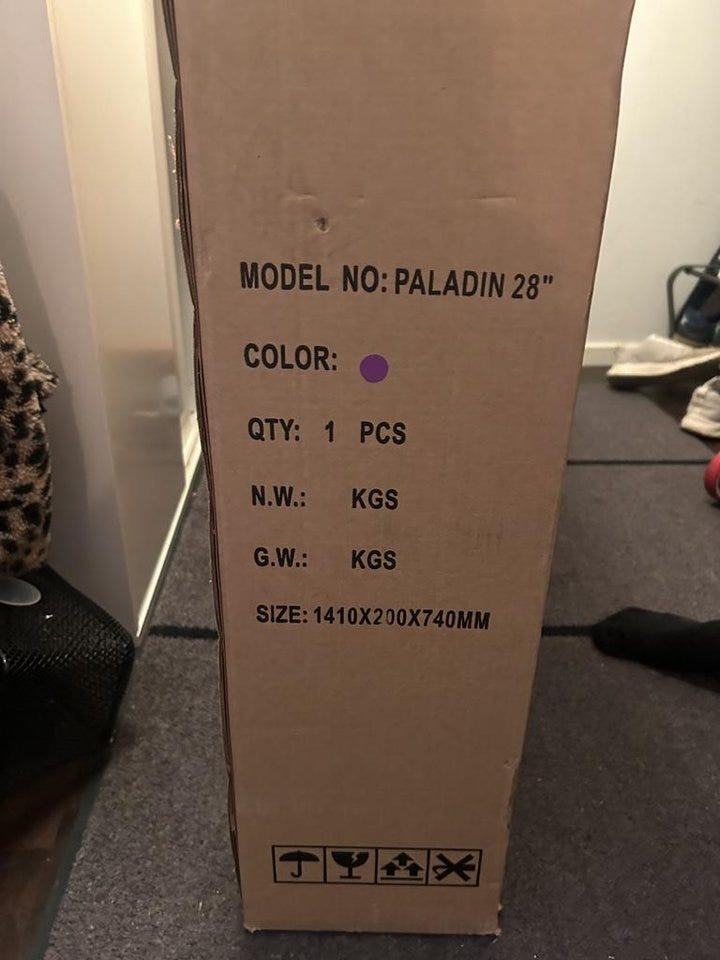 MODEL NO: PALADIN 28"
COLOR:
QTY: 1 PCS
N.W.: KGS
G.W.: KGS
SIZE: 1410X200X740MM